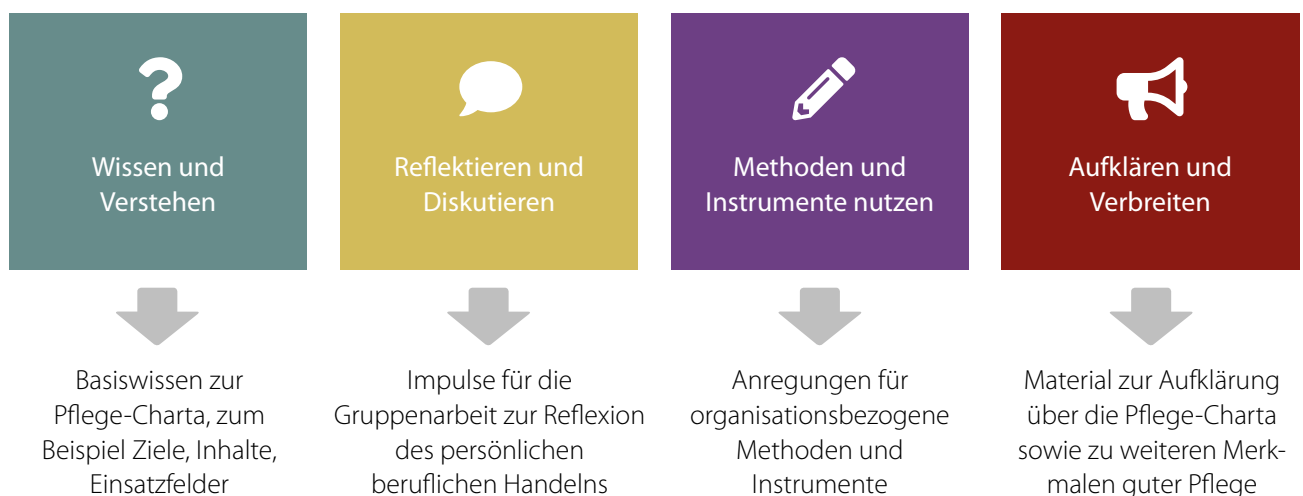 Wissen und
Verstehen
Reflektieren und
Diskutieren
Methoden und
Instrumente nutzen
Aufklären und
Verbreiten
Basiswissen zur
Pflege-Charta, zum
Beispiel Ziele, Inhalte,
Einsatzfelder
Impulse für die
Gruppenarbeit zur Reflexion
des persönlichen
beruflichen Handelns
Anregungen für
organisationsbezogene
Methoden und
Instrumente
Material zur Aufklärung
über die Pflege-Charta
sowie zu weiteren Merk-
malen guter Pflege